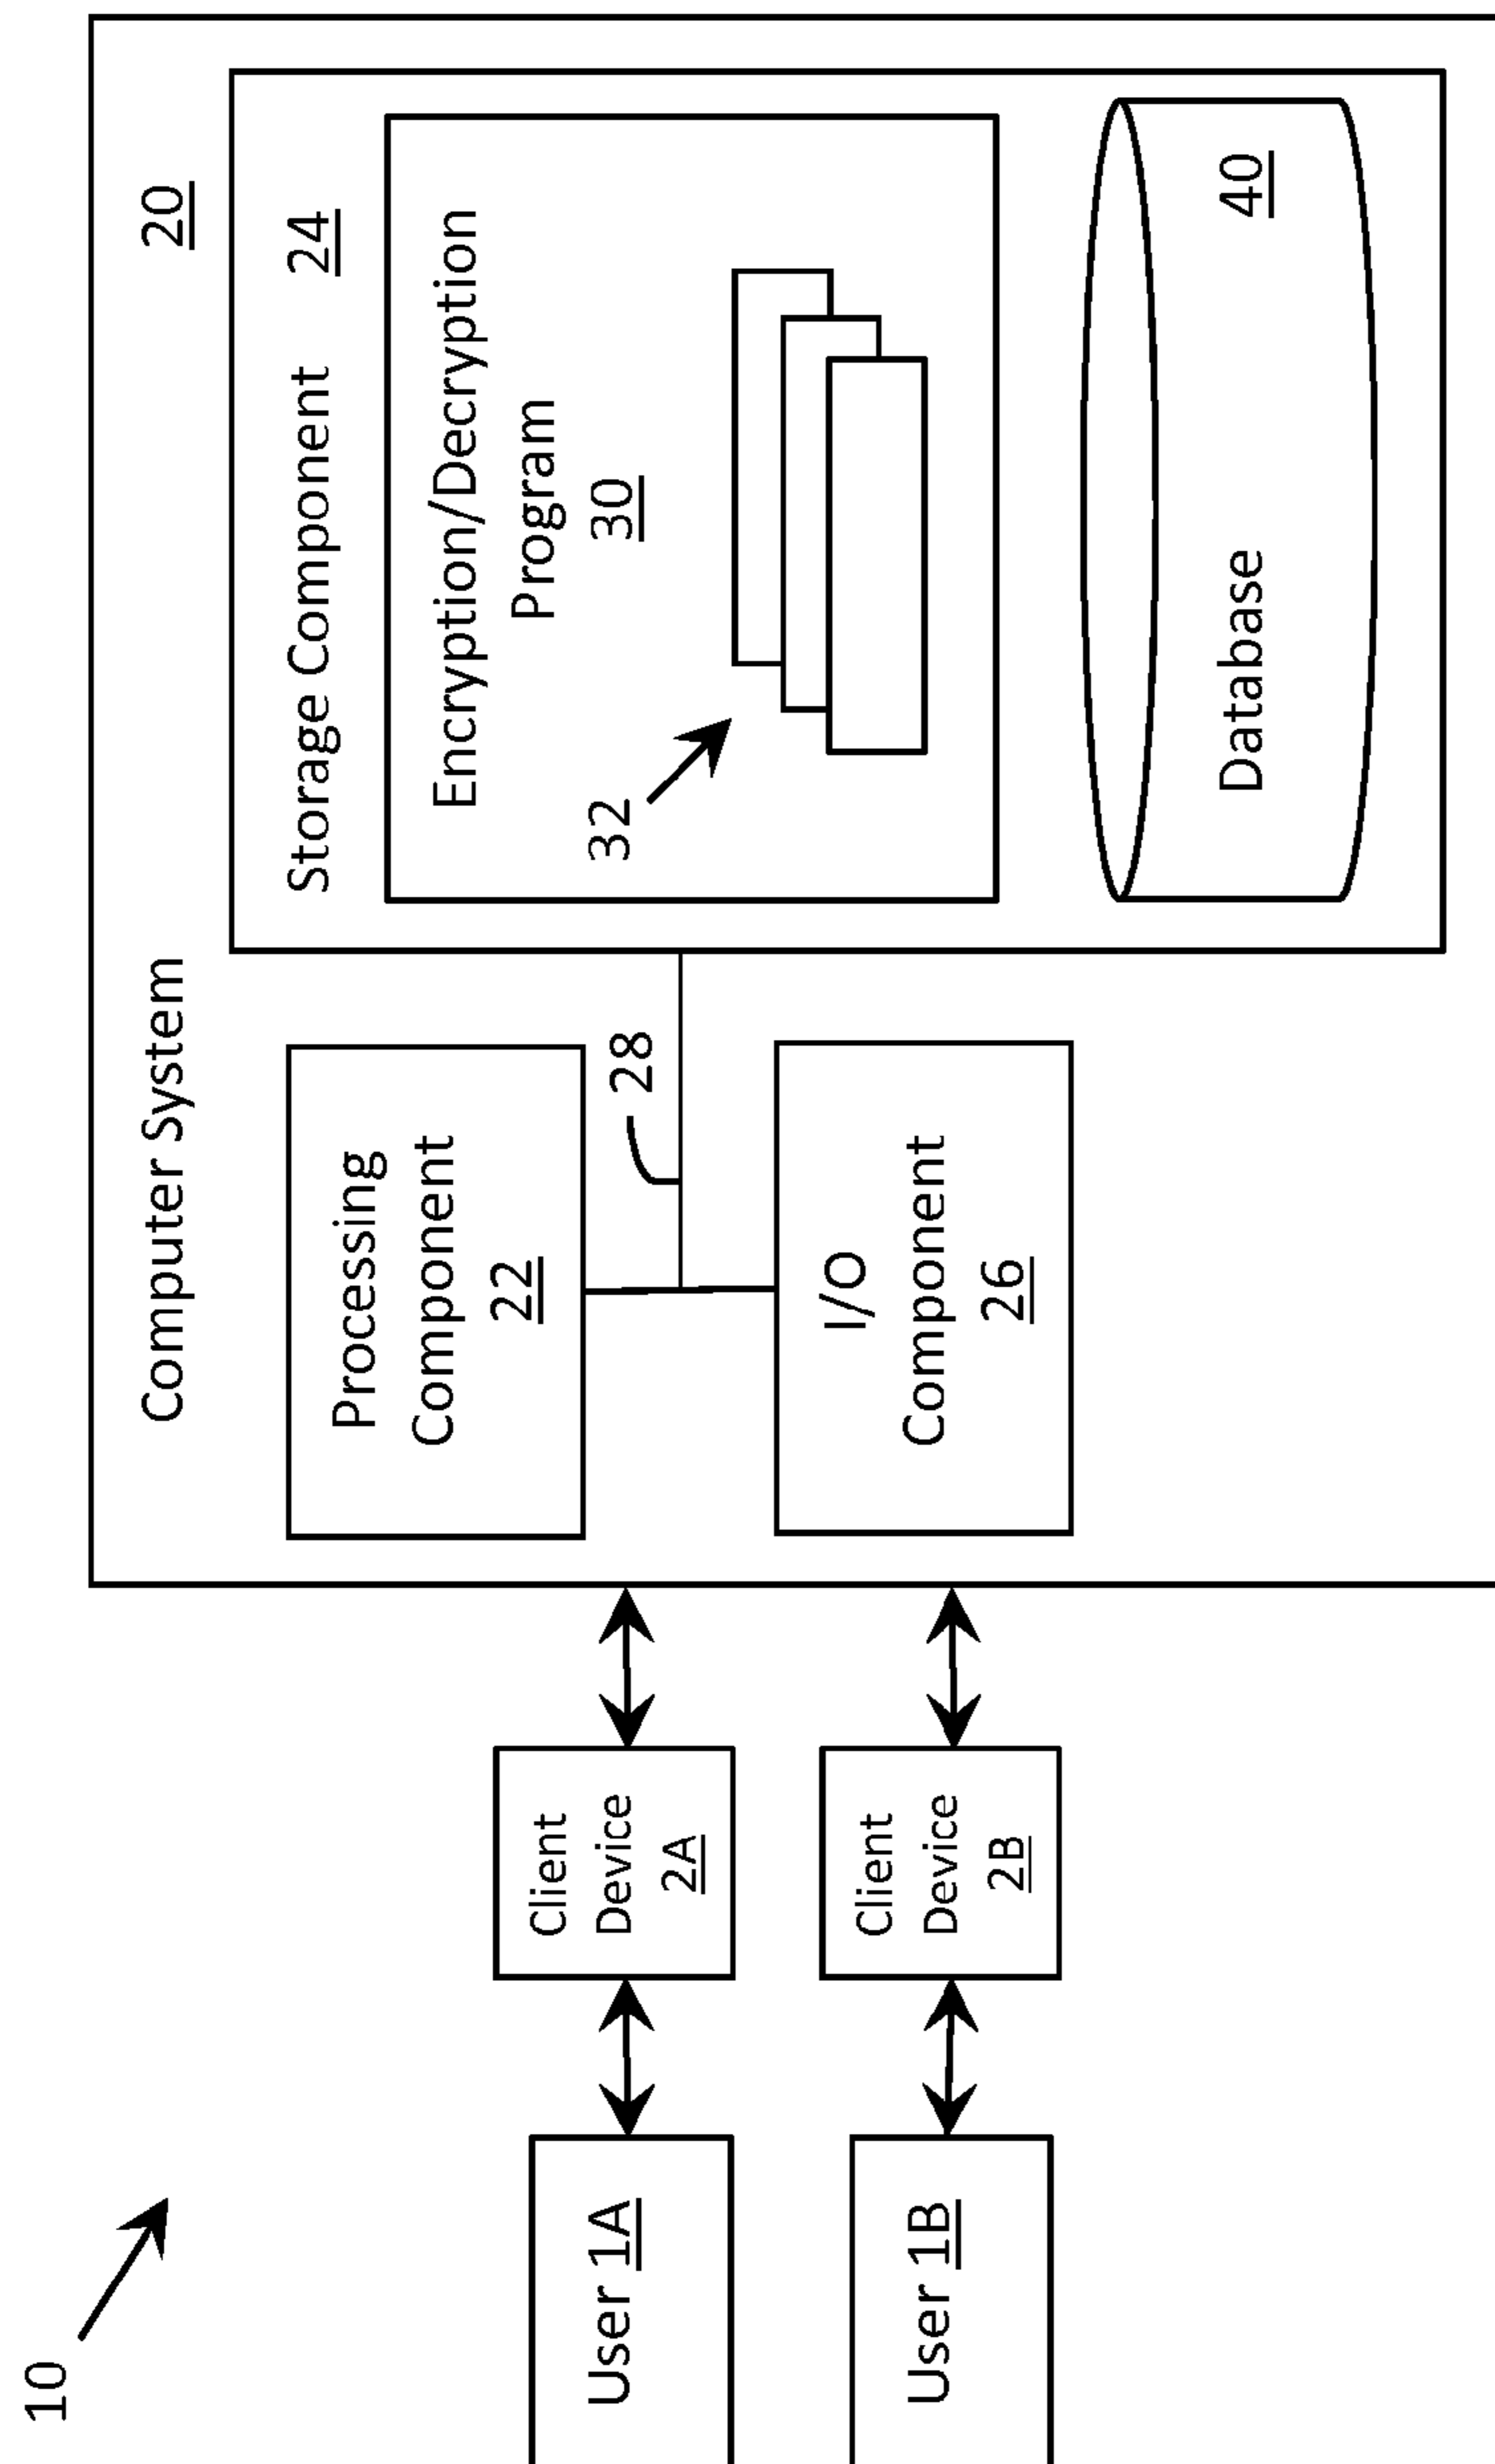 10
Computer System
20
Storage Component 24
Processing
Component
22
28
Encryption/Decryption
Program
30
32
I/O
Component
26
Database
40
Client
Device
2A
Client
Device
2B
User 1A
User 1B